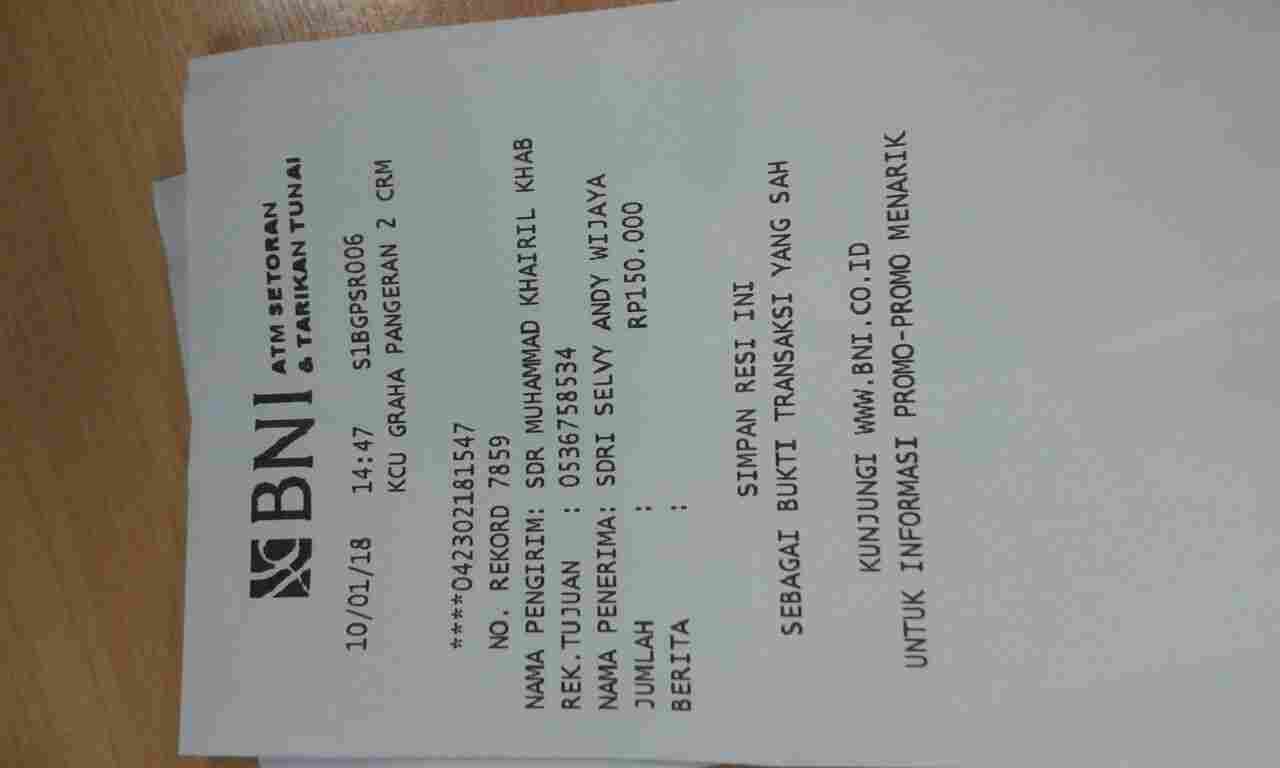 BNI ATM SETORAN
& TARIKAN TUNAI
10/01/18 14:47 S1BGPSR006
KCU GRAHA PANGERAN 2 CRM
****042302181547
NO. REKORD 7859
NAMA PENGIRIM: SDR MUHAMMAD KHAIRIL KHAB
REK.TUJUAN : 0536758534
NAMA PENERIMA: SDRI SELVY ANDY WIJAYA
JUMLAH : RP150.000
BERITA :
SIMPAN RESI INI
SEBAGAI BUKTI TRANSAKSI YANG SAH
KUNJUNGI WWW.BNI.CO.ID
UNTUK INFORMASI PROMO-PROMO MENARIK